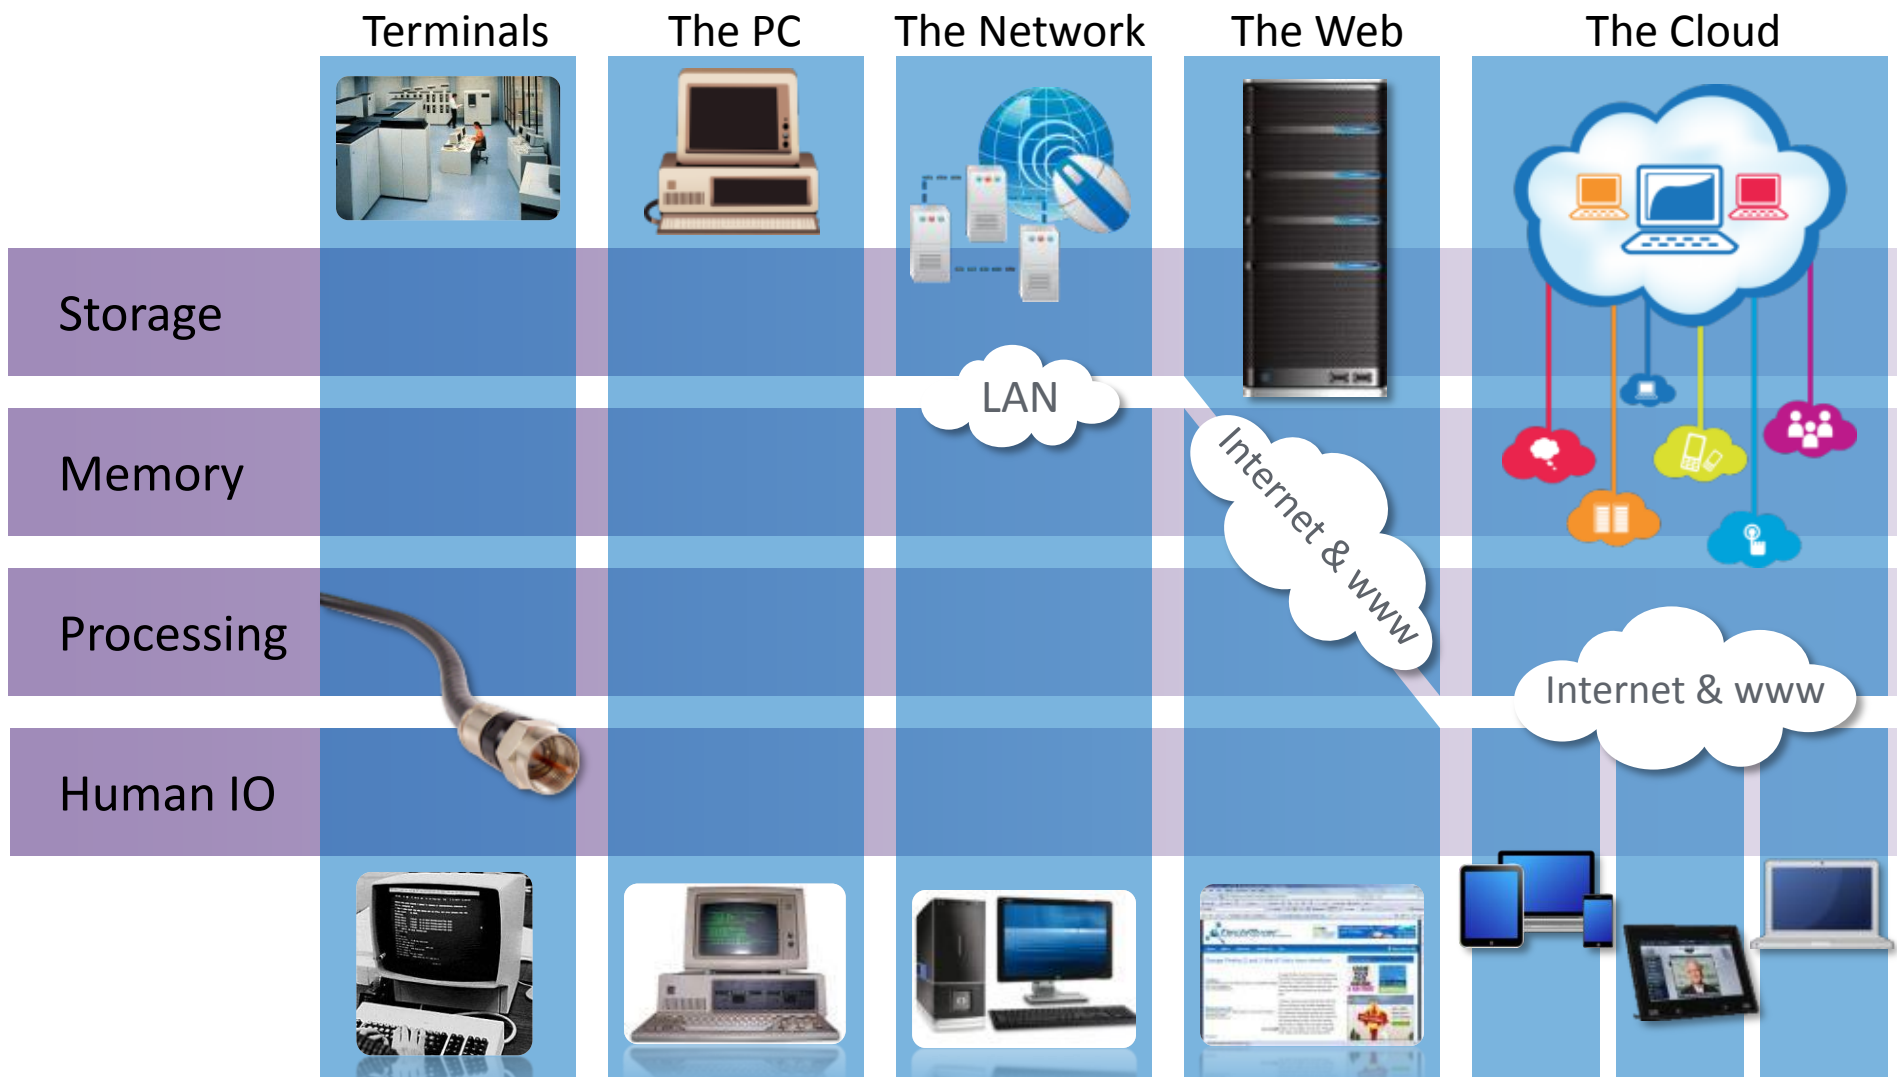 Terminals
The PC
The Network
The Web
The Cloud
Storage
LAN
Memory
Internet & www
Processing
Internet & www
Human IO